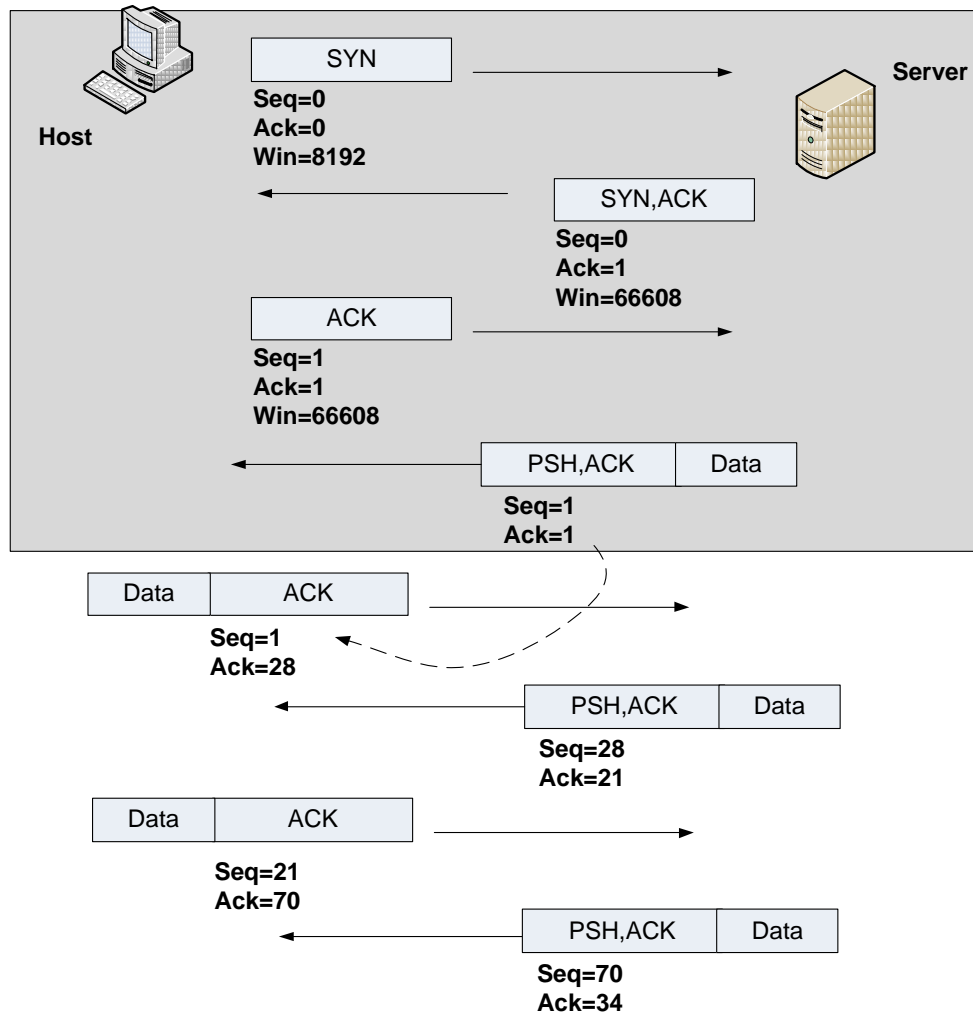 SYN
Server
Seq=0
Ack=0
Win=8192
Host
SYN,ACK
Seq=0
Ack=1
Win=66608
ACK
Seq=1
Ack=1
Win=66608
PSH,ACK
Data
Seq=1
Ack=1
Data
ACK
Seq=1
Ack=28
PSH,ACK
Data
Seq=28
Ack=21
Data
ACK
Seq=21
Ack=70
PSH,ACK
Data
Seq=70
Ack=34